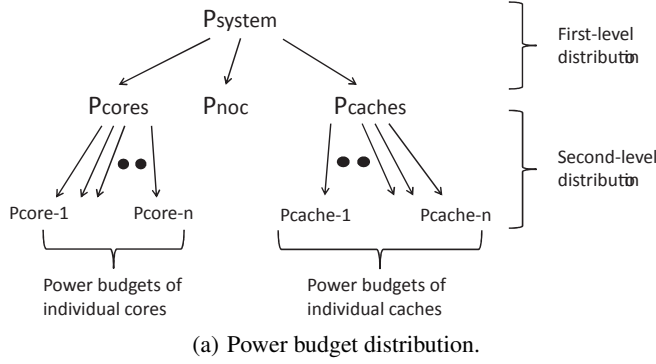 Psystem
First-level
distribution
Pcores Pnoc Pcaches
Second-level
distribution
Pcore-1 Pcore-n Pcache-1 Pcache-n
Power budgets of
individual cores
Power budgets of
individual caches
(a) Power budget distribution.